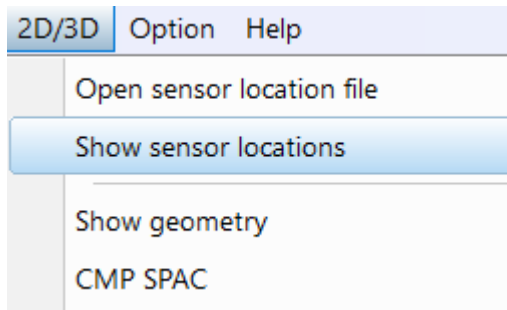 2D/3D Option Help
Open sensor location file
Show sensor locations
Show geometry
CMP SPAC